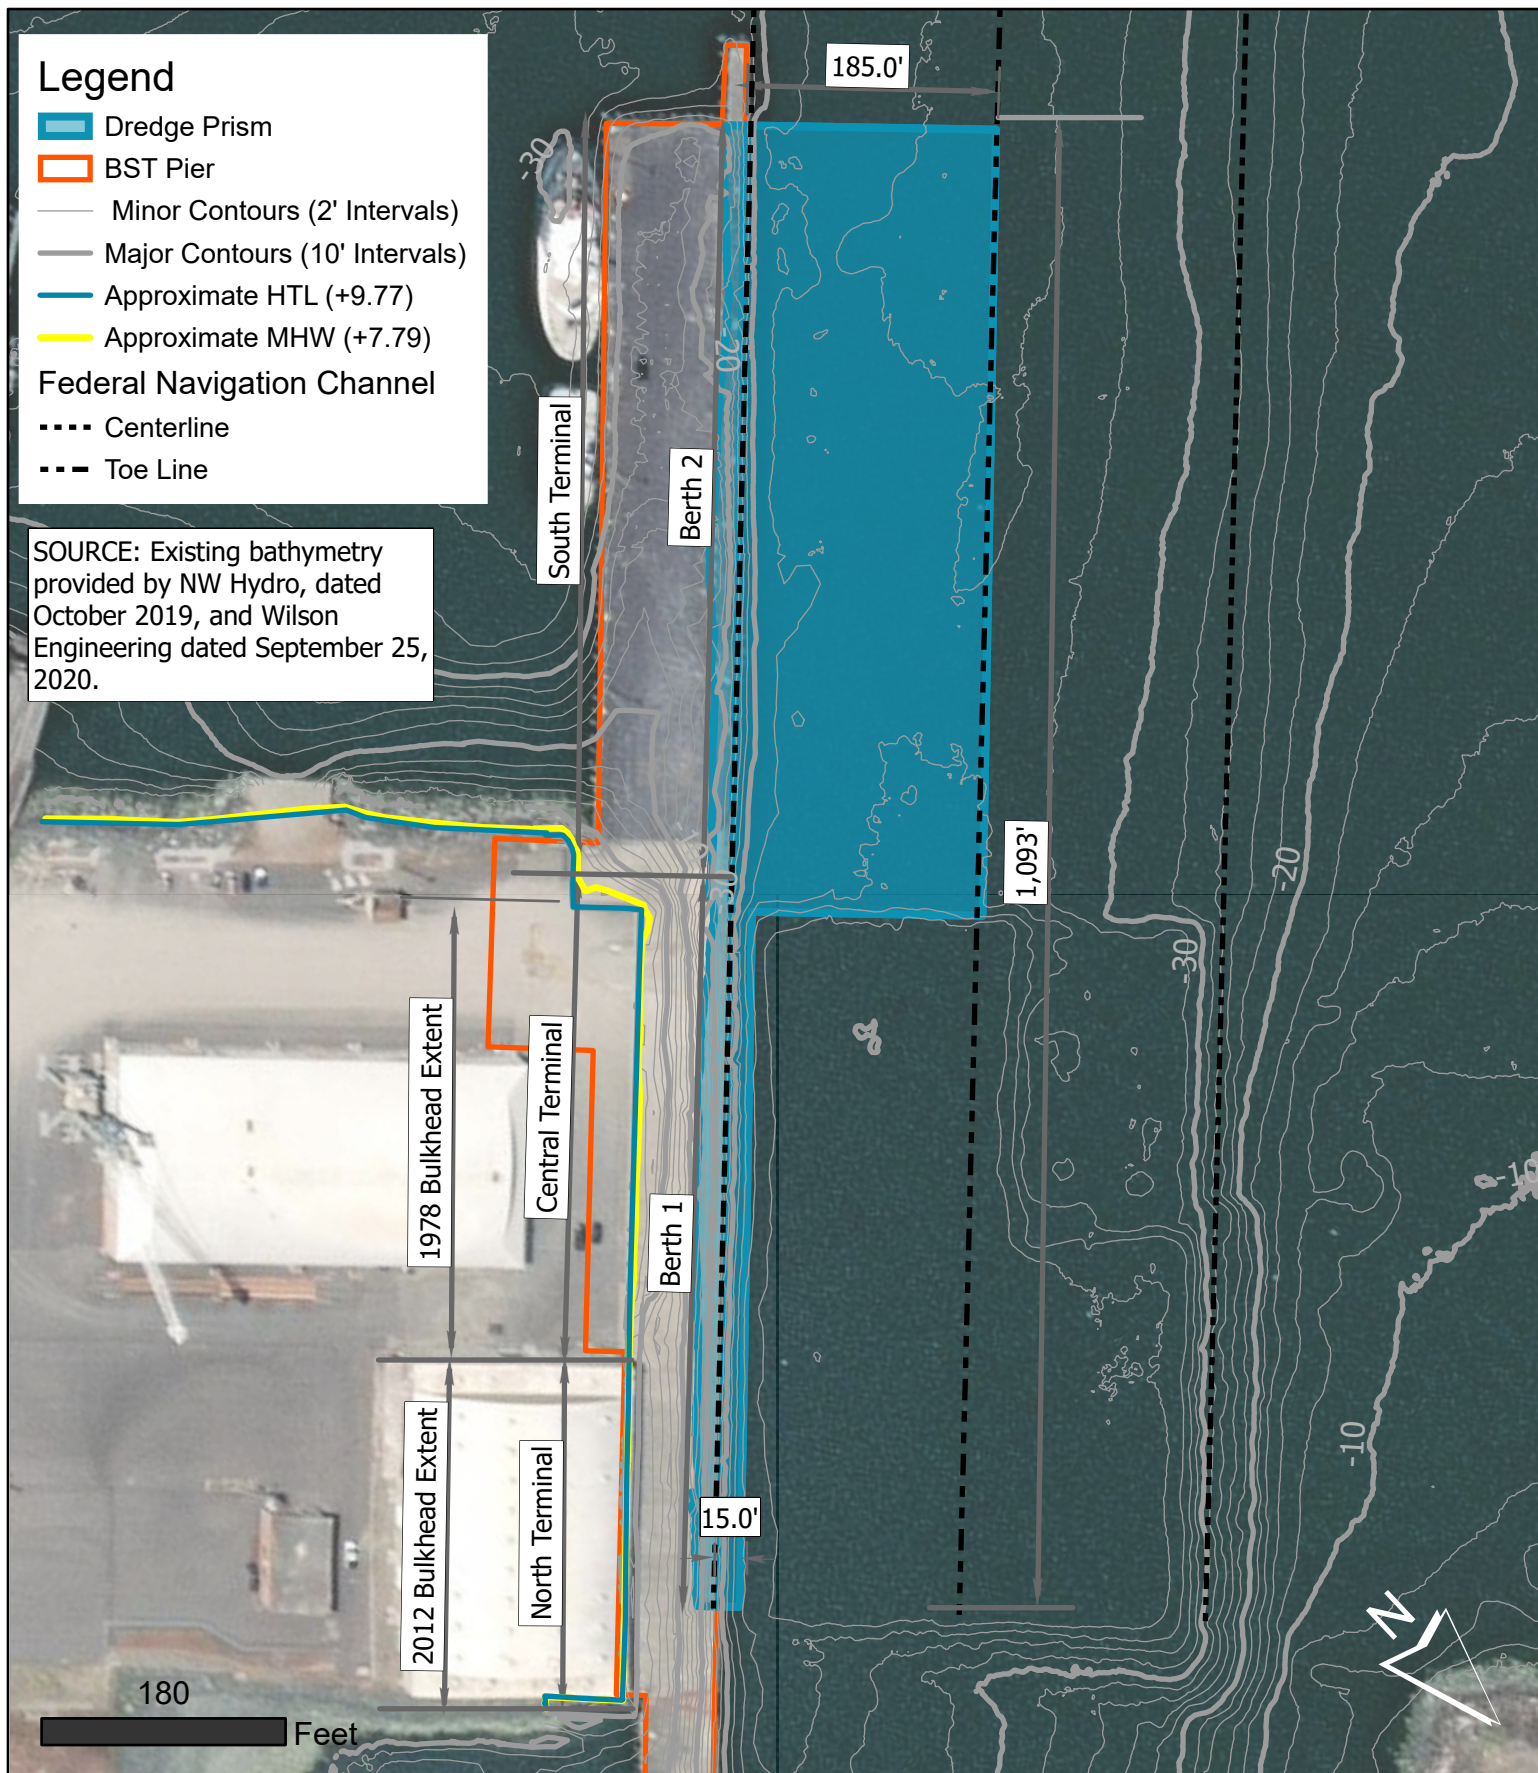 Legend
Dredge Prism
BST Pier
Minor Contours (2' Intervals)
Major Contours (10' Intervals)
Approximate HTL (+9.77)
Approximate MHW (+7.79)
Federal Navigation Channel
Centerline
Toe Line
SOURCE: Existing bathymetry
provided by NW Hydro, dated
October 2019, and Wilson
Engineering dated September 25,
2020.
185.0'
-30
-20
South Terminal
Berth 2
1,093'
-20
-30
1978 Bulkhead Extent
Central Terminal
Berth 1
-10
-10
2012 Bulkhead Extent
North Terminal
15.0'
N
180
Feet